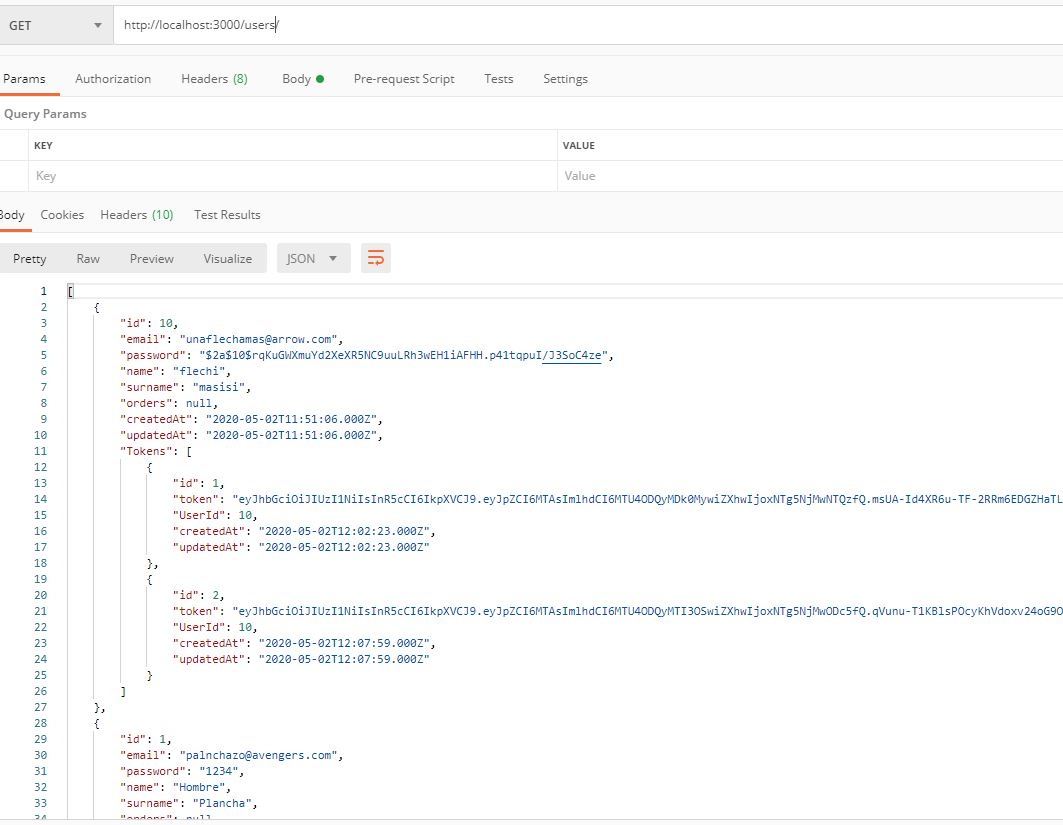 GET http://localhost:3000/users/
Params Authorization Headers (8) Body Pre-request Script Tests Settings
Query Params
KEY VALUE
Key Value
Body Cookies Headers (10) Test Results
Pretty Raw Preview Visualize JSON
1 [
2 {
3 "id": 10,
4 "email": "unaflechamas@arrow.com",
5 "password": "$2a$10$rqKuGWXmuYd2XeXR5NC9uuLRh3wEH1iAFHH.p41tqpuI/J3SoC4ze",
6 "name": "flechi",
7 "surname": "masisi",
8 "orders": null,
9 "createdAt": "2020-05-02T11:51:06.000Z",
10 "updatedAt": "2020-05-02T11:51:06.000Z",
11 "Tokens": [
12 {
13 "id": 1,
14 "token": "eyJhbGciOiJIUzI1NiIsInR5cCI6IkpXVCJ9.eyJpZCI6MTAsImlhdCI6MTU4ODQyMDk0MywiZXhwIjoxNTg5NjMwNTQzfQ.msUA-Id4XR6u-TF-2RRm6EDGZHaTL
15 "UserId": 10,
16 "createdAt": "2020-05-02T12:02:23.000Z",
17 "updatedAt": "2020-05-02T12:02:23.000Z"
18 },
19 {
20 "id": 2,
21 "token": "eyJhbGciOiJIUzI1NiIsInR5cCI6IkpXVCJ9.eyJpZCI6MTAsImlhdCI6MTU4ODQyMTI3OSwiZXhwIjoxNTg5NjMwODc5fQ.qVunu-T1KBlsPOcyKhVdoxv24oG9O
22 "UserId": 10,
23 "createdAt": "2020-05-02T12:07:59.000Z",
24 "updatedAt": "2020-05-02T12:07:59.000Z"
25 }
26 ]
27 },
28 {
29 "id": 1,
30 "email": "palnchazo@avengers.com",
31 "password": "1234",
32 "name": "Hombre",
33 "surname": "Plancha",
34 "orders": null